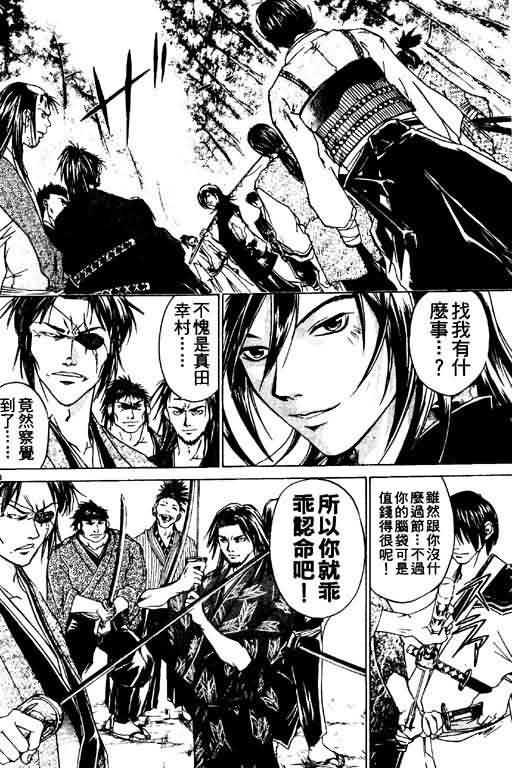 找我有什
麼事…？
不愧是真田
幸村……
竟然察覺
到了……
雖然跟你沒什
麼過節…不過
你的腦袋可是
值錢得很呢！
所以你就乖
乖認命吧！